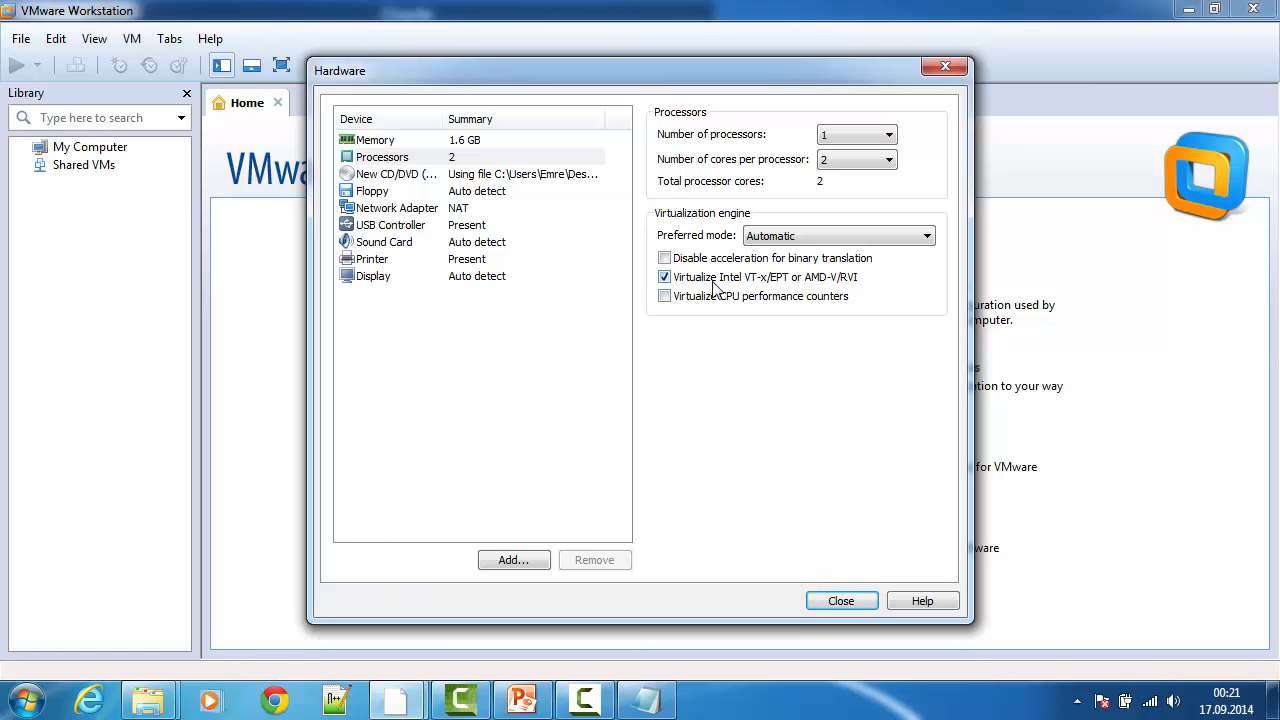 VMware Workstation
File Edit View VM Tabs Help
Library
Type here to search
My Computer
Shared VMs
Home
VMwa
Hardware
Device Summary
Memory 1.6 GB
Processors 2
New CD/DVD (... Using file C:\Users\Emre\Des...
Floppy Auto detect
Network Adapter NAT
USB Controller Present
Sound Card Auto detect
Printer Present
Display Auto detect
Add... Remove
Processors
Number of processors: 1
Number of cores per processor: 2
Total processor cores: 2
Virtualization engine
Preferred mode: Automatic
Disable acceleration for binary translation
Virtualize Intel VT-x/EPT or AMD-V/RVI
Virtualize CPU performance counters
Close Help
uration used by
mputer.
s
ation to your way
for VMware
ware
00:21
17.09.2014